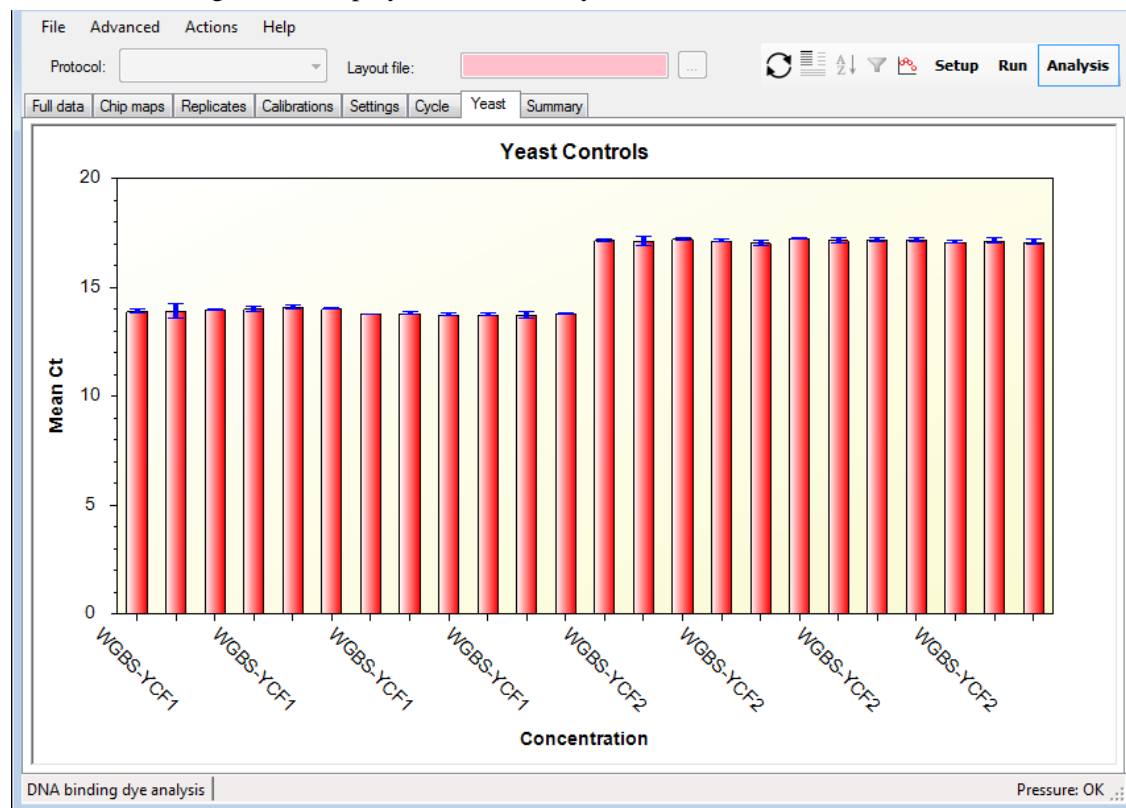 File Advanced Actions Help
Protocol: Layout file: ... Setup Run Analysis
Full data Chip maps Replicates Calibrations Settings Cycle Yeast Summary
Yeast Controls
20
15
10
5
0
Mean Ct
WGBS-YCF1 WGBS-YCF1 WGBS-YCF1 WGBS-YCF1 WGBS-YCF2 WGBS-YCF2 WGBS-YCF2 WGBS-YCF2
Concentration
DNA binding dye analysis Pressure: OK